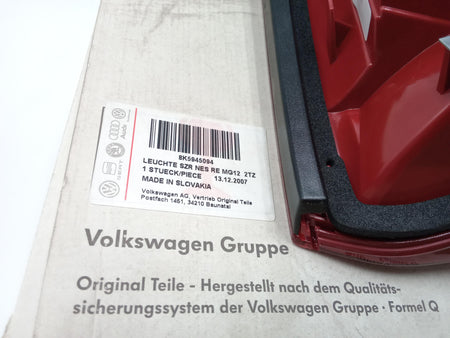 Audi
SEAT
8K5945094
LEUCHTE SZR NES RE MG12 2TZ
1 STUECK/PIECE 13.12.2007
MADE IN SLOVAKIA
Volkswagen AG, Vertrieb Original Teile
Postfach 1461, 34210 Baunatal
Volkswagen Gruppe
Original Teile - Hergestellt nach dem Qualitäts-
sicherungssystem der Volkswagen Gruppe · Formel Q